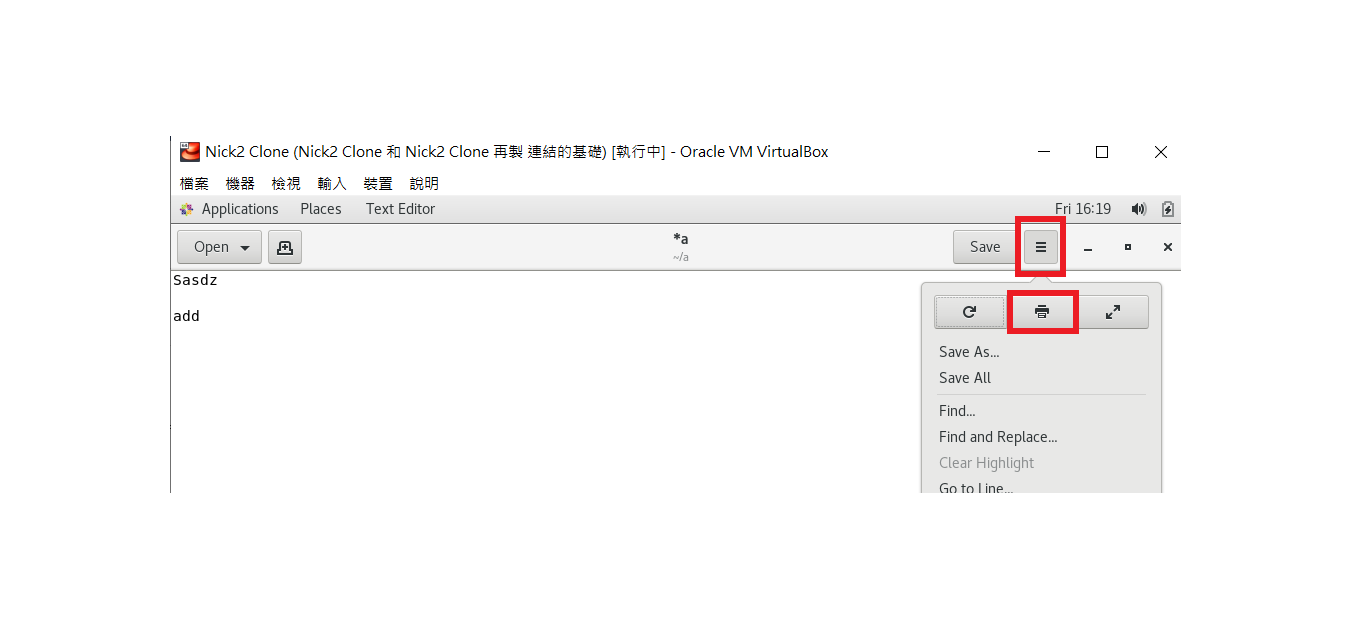 Nick2 Clone (Nick2 Clone 和 Nick2 Clone 再製 連結的基礎) [執行中] - Oracle VM VirtualBox
檔案 機器 檢視 輸入 裝置 說明
Applications Places Text Editor Fri 16:19
Open *a Save
~/a
Sasdz
add
Save As...
Save All
Find...
Find and Replace...
Clear Highlight
Go to Line...